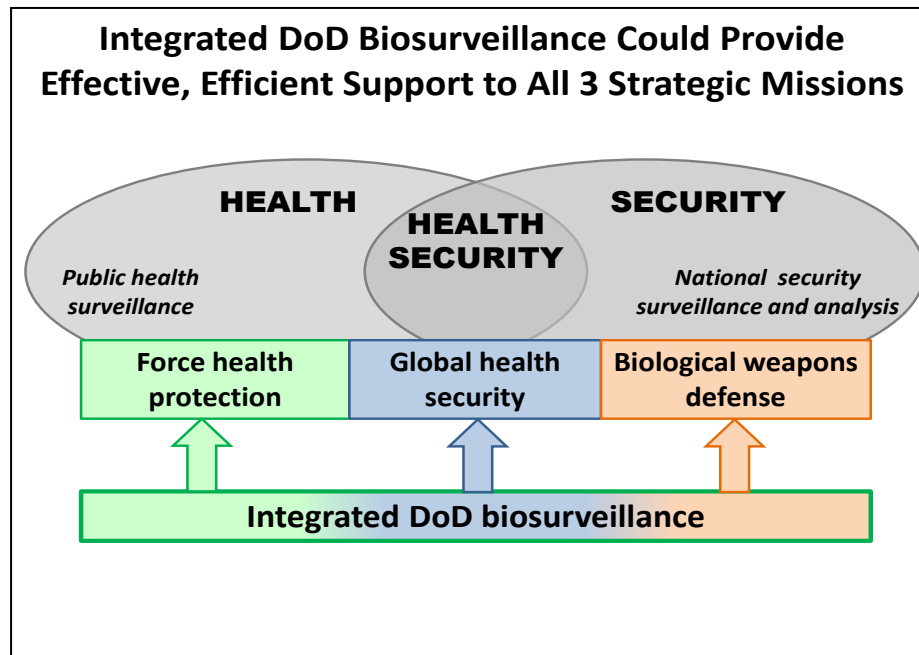 Integrated DoD Biosurveillance Could Provide
Effective, Efficient Support to All 3 Strategic Missions
HEALTH
SECURITY
HEALTH
SECURITY
Public health
surveillance
National security
surveillance and analysis
Force health
protection
Global health
security
Biological weapons
defense
Integrated DoD biosurveillance